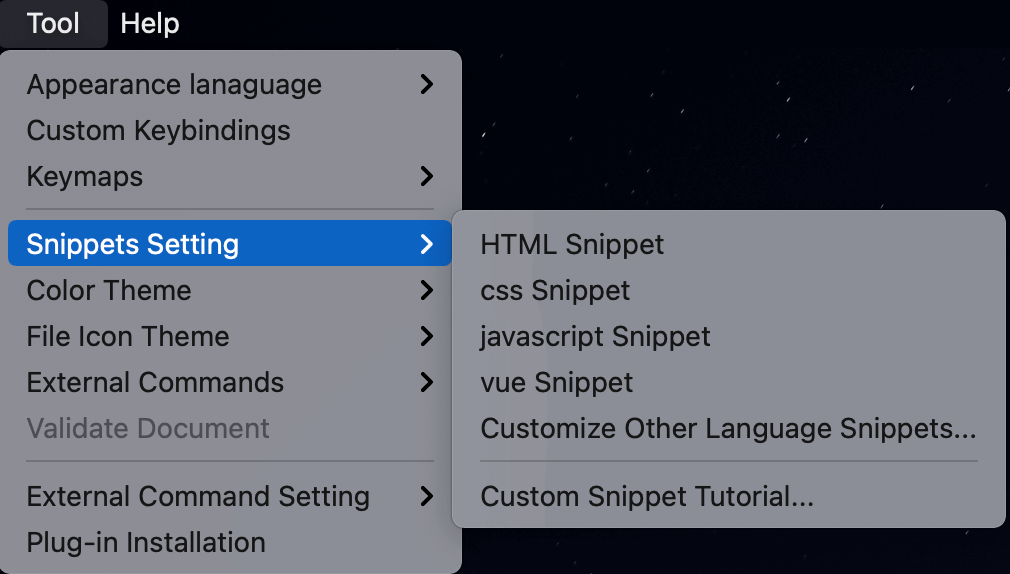 Tool Help
Appearance lanaguage
Custom Keybindings
Keymaps
Snippets Setting
Color Theme
File Icon Theme
External Commands
Validate Document
External Command Setting
Plug-in Installation
HTML Snippet
css Snippet
javascript Snippet
vue Snippet
Customize Other Language Snippets...
Custom Snippet Tutorial...